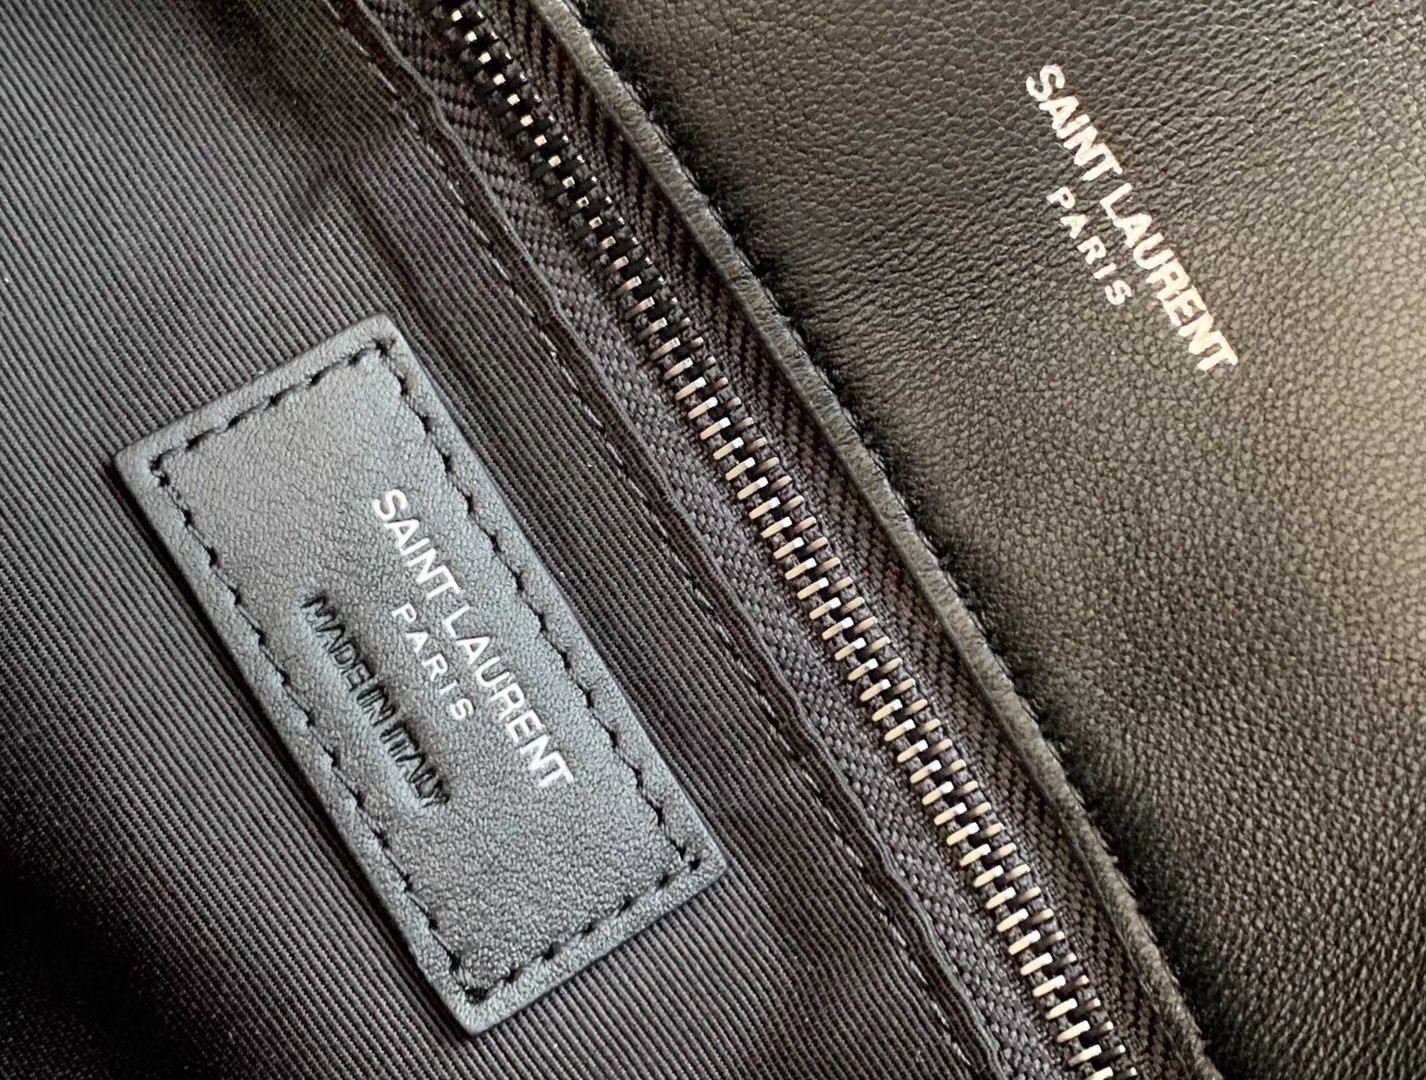 SAINT LAURENT
PARIS
SAINT LAURENT
PARIS
MADE IN ITALY